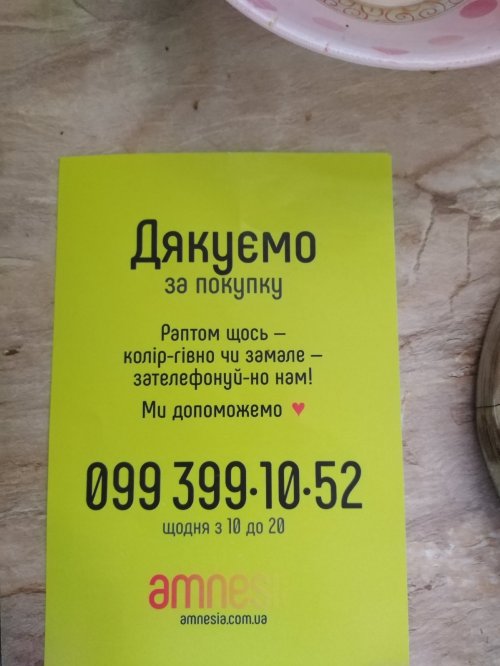 Дякуємо
за покупку
Раптом щось –
колір-гівно чи замале –
зателефонуй-но нам!
Ми допоможемо ♥
099 399·10·52
щодня з 10 до 20
amnesia
amnesia.com.ua